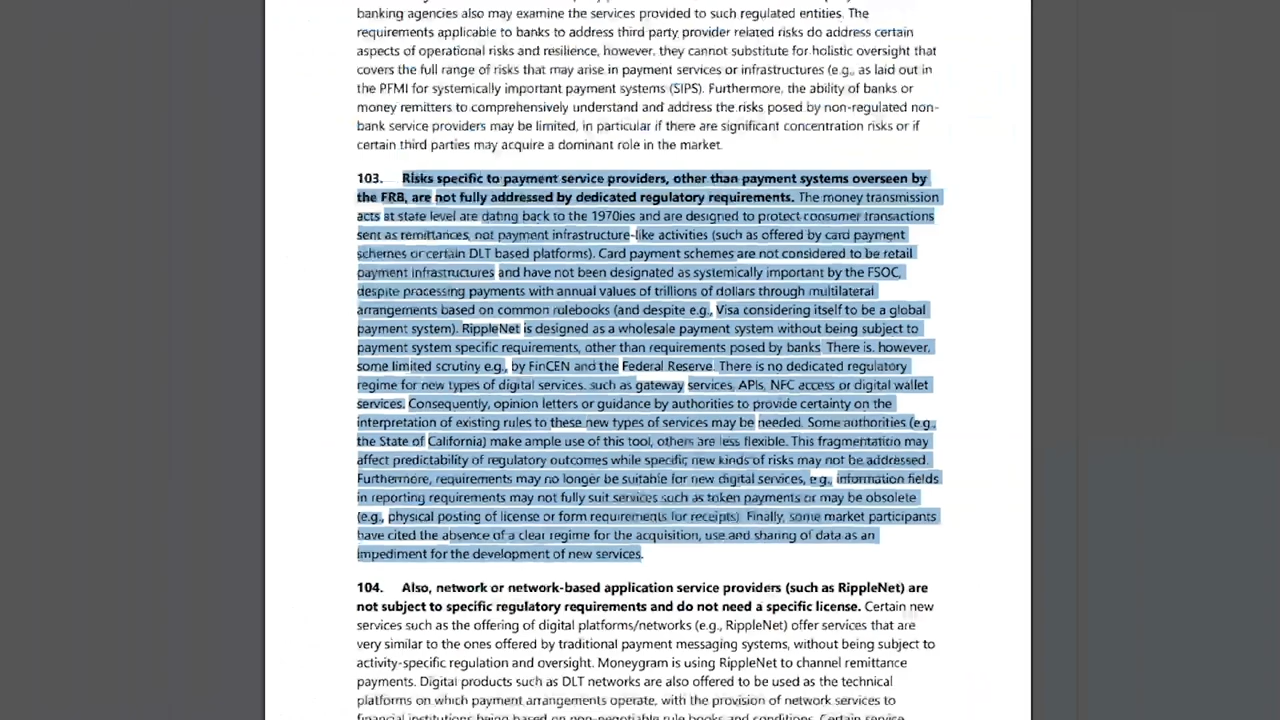 banking agencies also may examine the services provided to such regulated entities. The
requirements applicable to banks to address third party provider related risks do address certain
aspects of operational risks and resilience, however, they cannot substitute for holistic oversight that
covers the full range of risks that may arise in payment services or infrastructures (e.g., as laid out in
the PFMI for systemically important payment systems (SIPS). Furthermore, the ability of banks or
money remitters to comprehensively understand and address the risks posed by non-regulated non-
bank service providers may be limited, in particular if there are significant concentration risks or if
certain third parties may acquire a dominant role in the market.
103. Risks specific to payment service providers, other than payment systems overseen by
the FRB, are not fully addressed by dedicated regulatory requirements. The money transmission
acts at state level are dating back to the 1970ies and are designed to protect consumer transactions
sent as remittances, not payment infrastructure-like activities (such as offered by card payment
schemes or certain DLT based platforms). Card payment schemes are not considered to be retail
payment infrastructures and have not been designated as systemically important by the FSOC,
despite processing payments with annual values of trillions of dollars through multilateral
arrangements based on common rulebooks (and despite e.g., Visa considering itself to be a global
payment system). RippleNet is designed as a wholesale payment system without being subject to
payment system specific requirements, other than requirements posed by banks. There is, however,
some limited scrutiny e.g., by FinCEN and the Federal Reserve. There is no dedicated regulatory
regime for new types of digital services, such as gateway services, APIs, NFC access or digital wallet
services. Consequently, opinion letters or guidance by authorities to provide certainty on the
interpretation of existing rules to these new types of services may be needed. Some authorities (e.g.,
the State of California) make ample use of this tool, others are less flexible. This fragmentation may
affect predictability of regulatory outcomes while specific, new kinds of risks may not be addressed.
Furthermore, requirements may no longer be suitable for new digital services, e.g., information fields
in reporting requirements may not fully suit services such as token payments or may be obsolete
(e.g., physical posting of license or form requirements for receipts). Finally, some market participants
have cited the absence of a clear regime for the acquisition, use and sharing of data as an
impediment for the development of new services.
104. Also, network or network-based application service providers (such as RippleNet) are
not subject to specific regulatory requirements and do not need a specific license. Certain new
services such as the offering of digital platforms/networks (e.g., RippleNet) offer services that are
very similar to the ones offered by traditional payment messaging systems, without being subject to
activity-specific regulation and oversight. Moneygram is using RippleNet to channel remittance
payments. Digital products such as DLT networks are also offered to be used as the technical
platforms on which payment arrangements operate, with the provision of network services to
financial institutions being based on non-negotiable rule books and conditions. Certain service